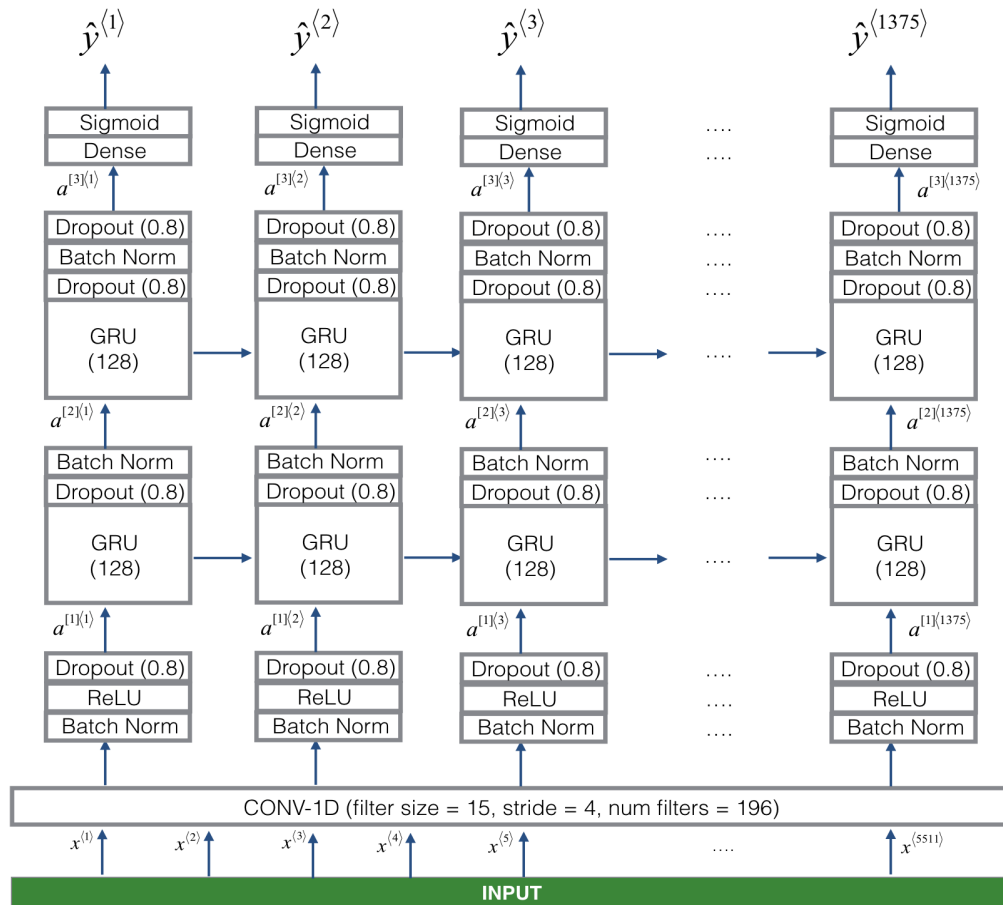 ŷ⟨1⟩ ŷ⟨2⟩ ŷ⟨3⟩ ŷ⟨1375⟩
Sigmoid Sigmoid Sigmoid .... Sigmoid
Dense Dense Dense .... Dense
a[3]⟨1⟩ a[3]⟨2⟩ a[3]⟨3⟩ a[3]⟨1375⟩
Dropout (0.8) Dropout (0.8) Dropout (0.8) .... Dropout (0.8)
Batch Norm Batch Norm Batch Norm .... Batch Norm
Dropout (0.8) Dropout (0.8) Dropout (0.8) .... Dropout (0.8)
GRU GRU GRU GRU
(128) (128) (128) .... (128)
a[2]⟨1⟩ a[2]⟨2⟩ a[2]⟨3⟩ a[2]⟨1375⟩
Batch Norm Batch Norm Batch Norm .... Batch Norm
Dropout (0.8) Dropout (0.8) Dropout (0.8) .... Dropout (0.8)
GRU GRU GRU GRU
(128) (128) (128) .... (128)
a[1]⟨1⟩ a[1]⟨2⟩ a[1]⟨3⟩ a[1]⟨1375⟩
Dropout (0.8) Dropout (0.8) Dropout (0.8) .... Dropout (0.8)
ReLU ReLU ReLU .... ReLU
Batch Norm Batch Norm Batch Norm .... Batch Norm
CONV-1D (filter size = 15, stride = 4, num filters = 196)
x⟨1⟩ x⟨2⟩ x⟨3⟩ x⟨4⟩ x⟨5⟩ .... x⟨5511⟩
INPUT